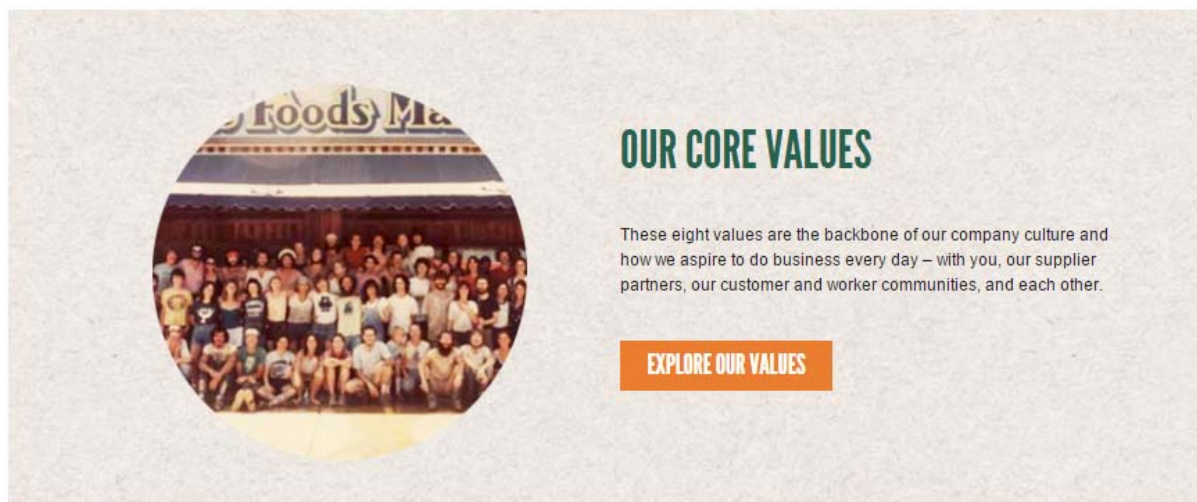 Foods Ma
OUR CORE VALUES
These eight values are the backbone of our company culture and
how we aspire to do business every day – with you, our supplier
partners, our customer and worker communities, and each other.
EXPLORE OUR VALUES